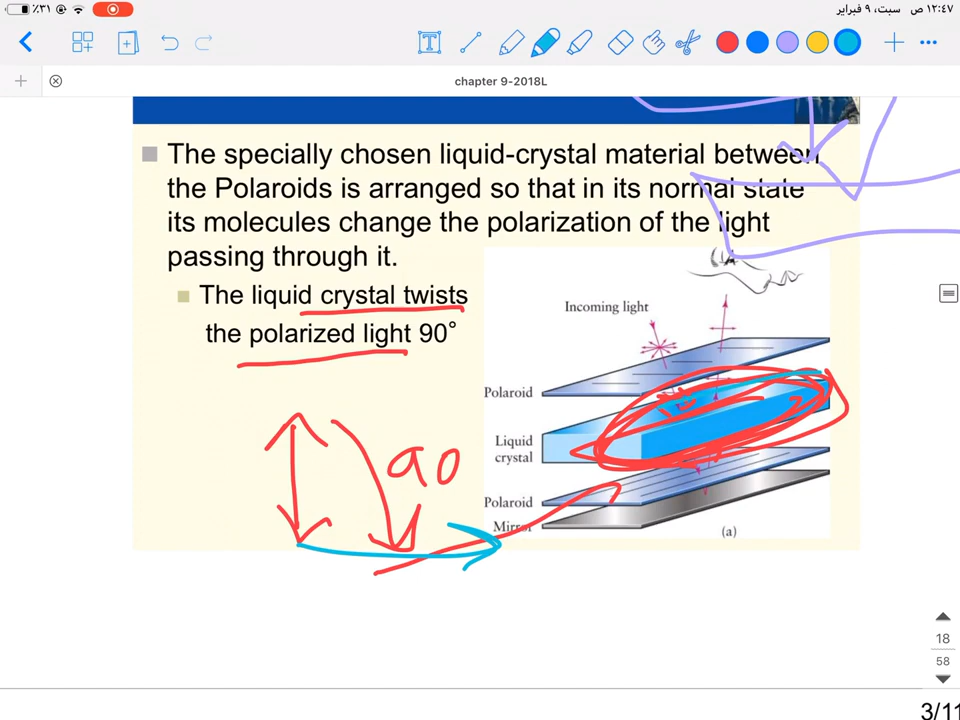 ٪٣١ ١٢:٤٧ ص سبت، ٩ فبراير
chapter 9-2018L
The specially chosen liquid-crystal material between
the Polaroids is arranged so that in its normal state
its molecules change the polarization of the light
passing through it.
The liquid crystal twists
the polarized light 90°
Incoming light
Polaroid
Liquid
crystal
Polaroid
Mirror
(a)
90
18
58
3/11